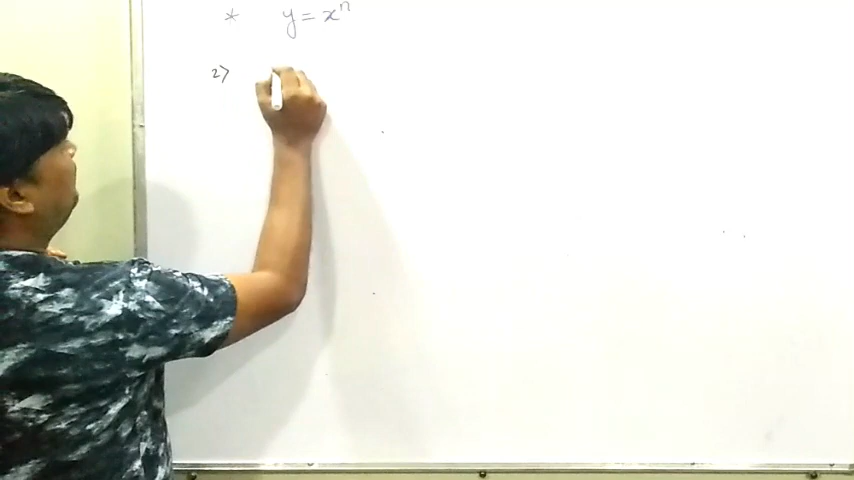 * y = xⁿ
2>